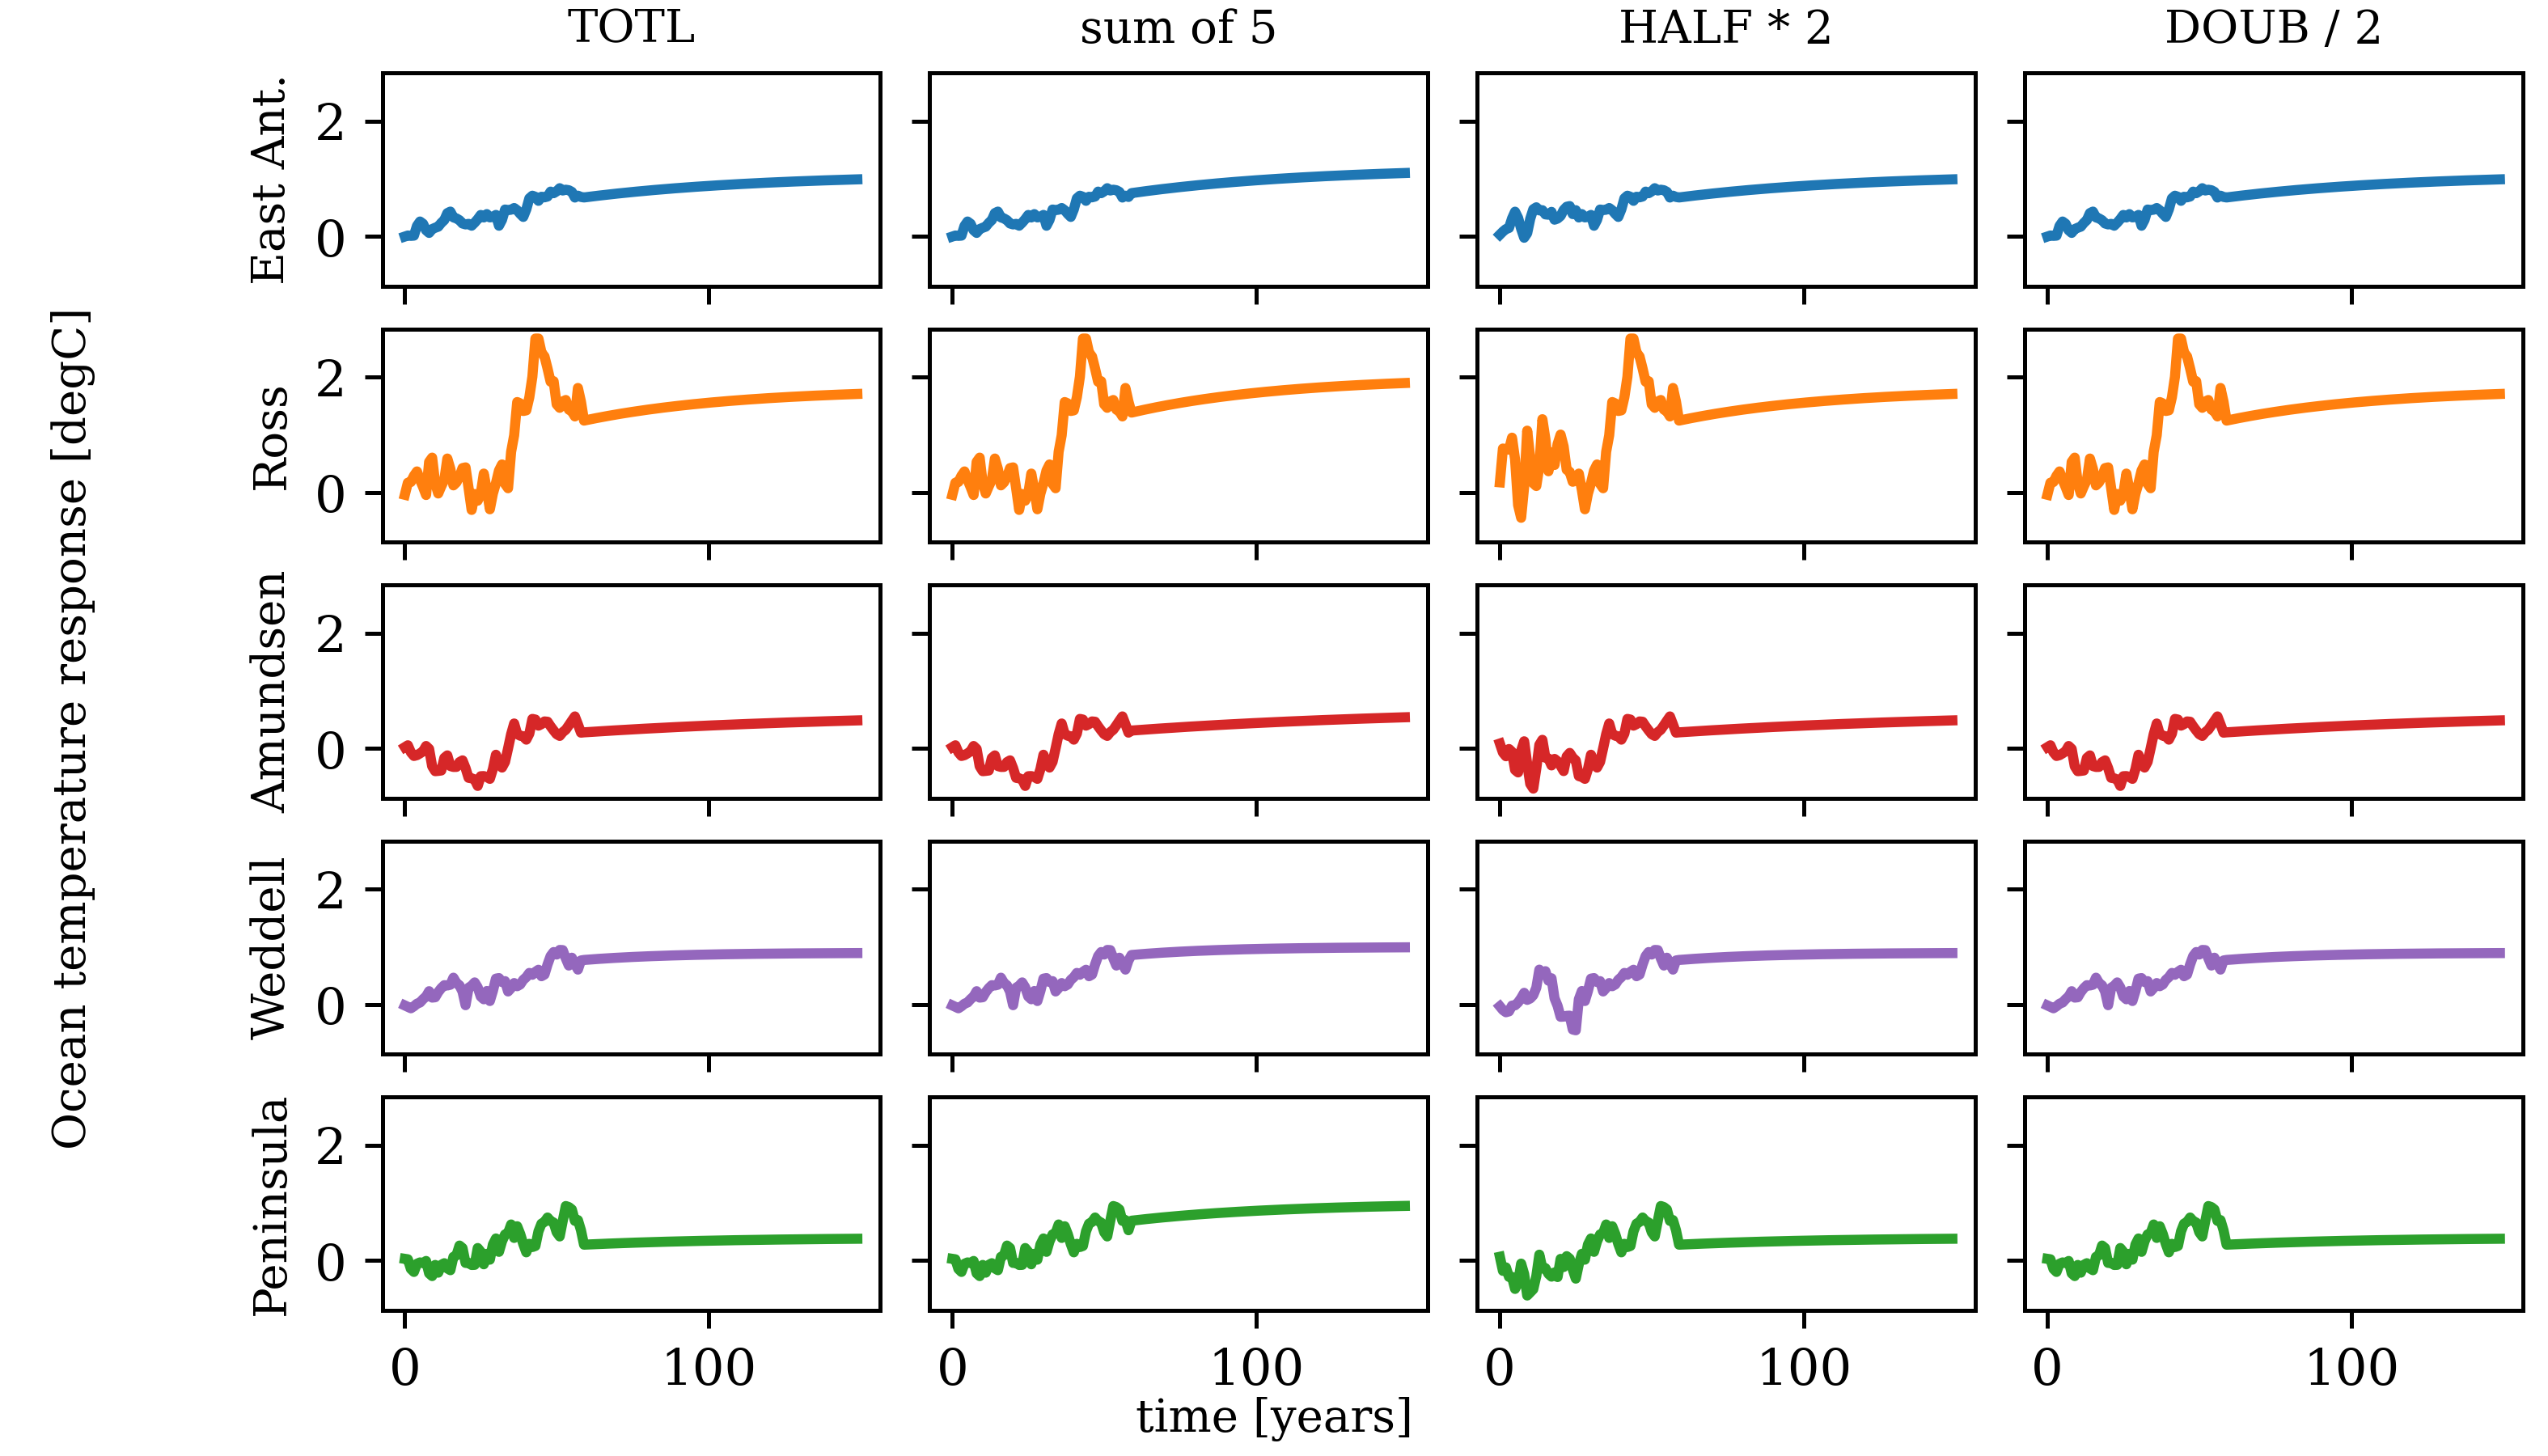 TOTL
sum of 5
HALF * 2
DOUB / 2
Ocean temperature response [degC]
East Ant.
2
0
Ross
2
0
Amundsen
2
0
Weddell
2
0
Peninsula
2
0
0 100 0 100 0 100 0 100
time [years]